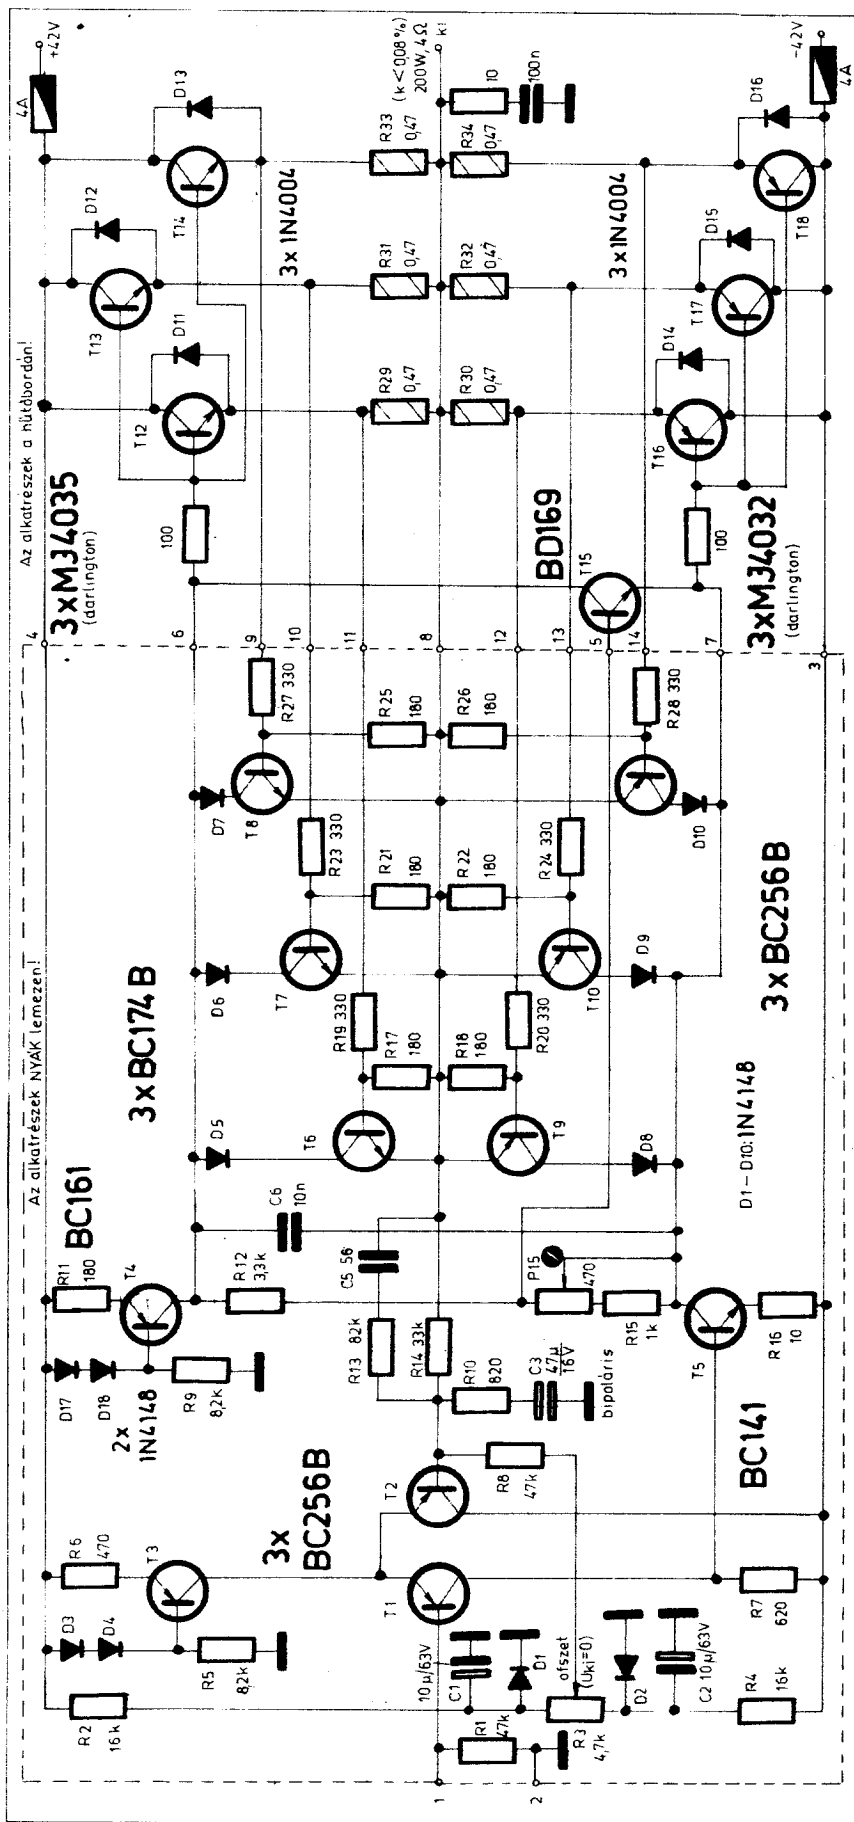 Az alkatrészek NYÁK lemezen!
Az alkatrészek a hűtőbordán!
+42V
4A
D13
T14
D12
T13
D11
T12
3xMJ4035
(darlington)
100
3x1N4004
R33
0,47
R31
0,47
R29
0,47
(k<0,08%)
200W, 4Ω
ki
10
100n
R34
0,47
R32
0,47
R30
0,47
3x1N4004
D16
T18
D15
T17
D14
T16
-42V
4A
BD169
T15
100
3xMJ4032
(darlington)
4
6
9
10
11
8
12
13
5
14
7
3
R27 330
R25
180
R26
180
R28 330
D7
T8
D10
R23 330
R21
180
R22
180
R24 330
D6
T7
T10
D9
3xBC174B
R19 330
R17
180
R18
180
R20 330
D5
T6
T9
D8
3xBC256B
D1-D10: 1N4148
BC161
R11
180
T4
D17
D18
2x
1N4148
R9
8,2k
R12
3,3k
C6
10n
C5 56
R13
82k
R14 33k
R10
820
C3
47μ
16V
bipoláris
P15
470
R15
1k
T5
R16
10
BC141
3x
BC256B
R6
470
T3
D3
D4
R5
8,2k
R2
16k
T2
T1
R8
47k
R7
620
10μ/63V
C1
D1
ofszet
(Uki=0)
R3
4,7k
D2
C2 10μ/63V
R4
16k
R1
47k
1
2